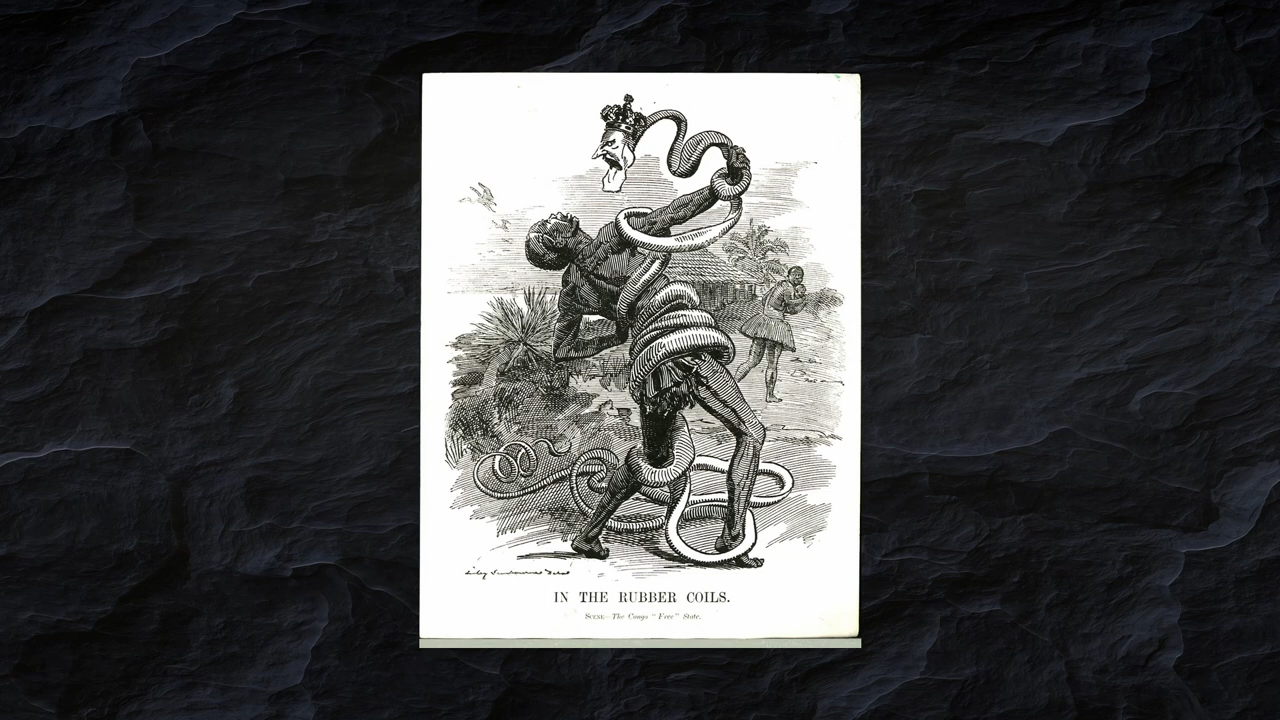 IN THE RUBBER COILS.
SCENE—The Congo "Free" State.